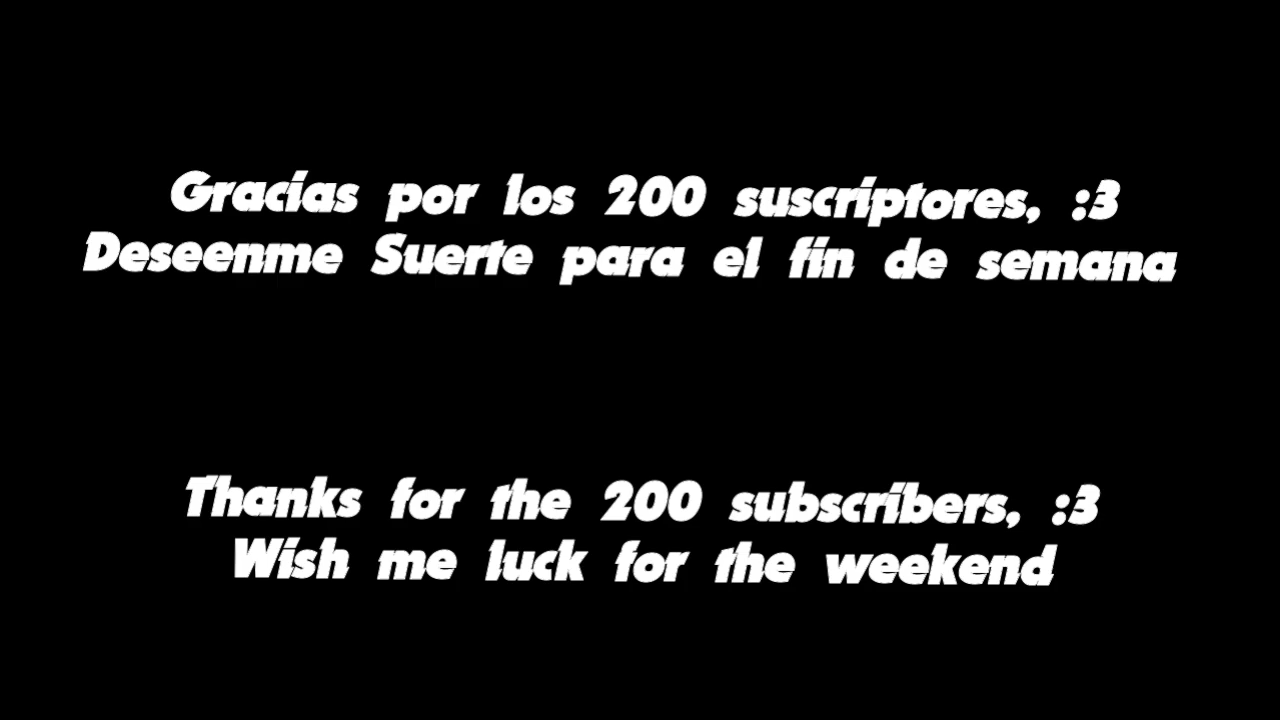 Gracias por los 200 suscriptores, :3
Deseenme Suerte para el fin de semana
Thanks for the 200 subscribers, :3
Wish me luck for the weekend